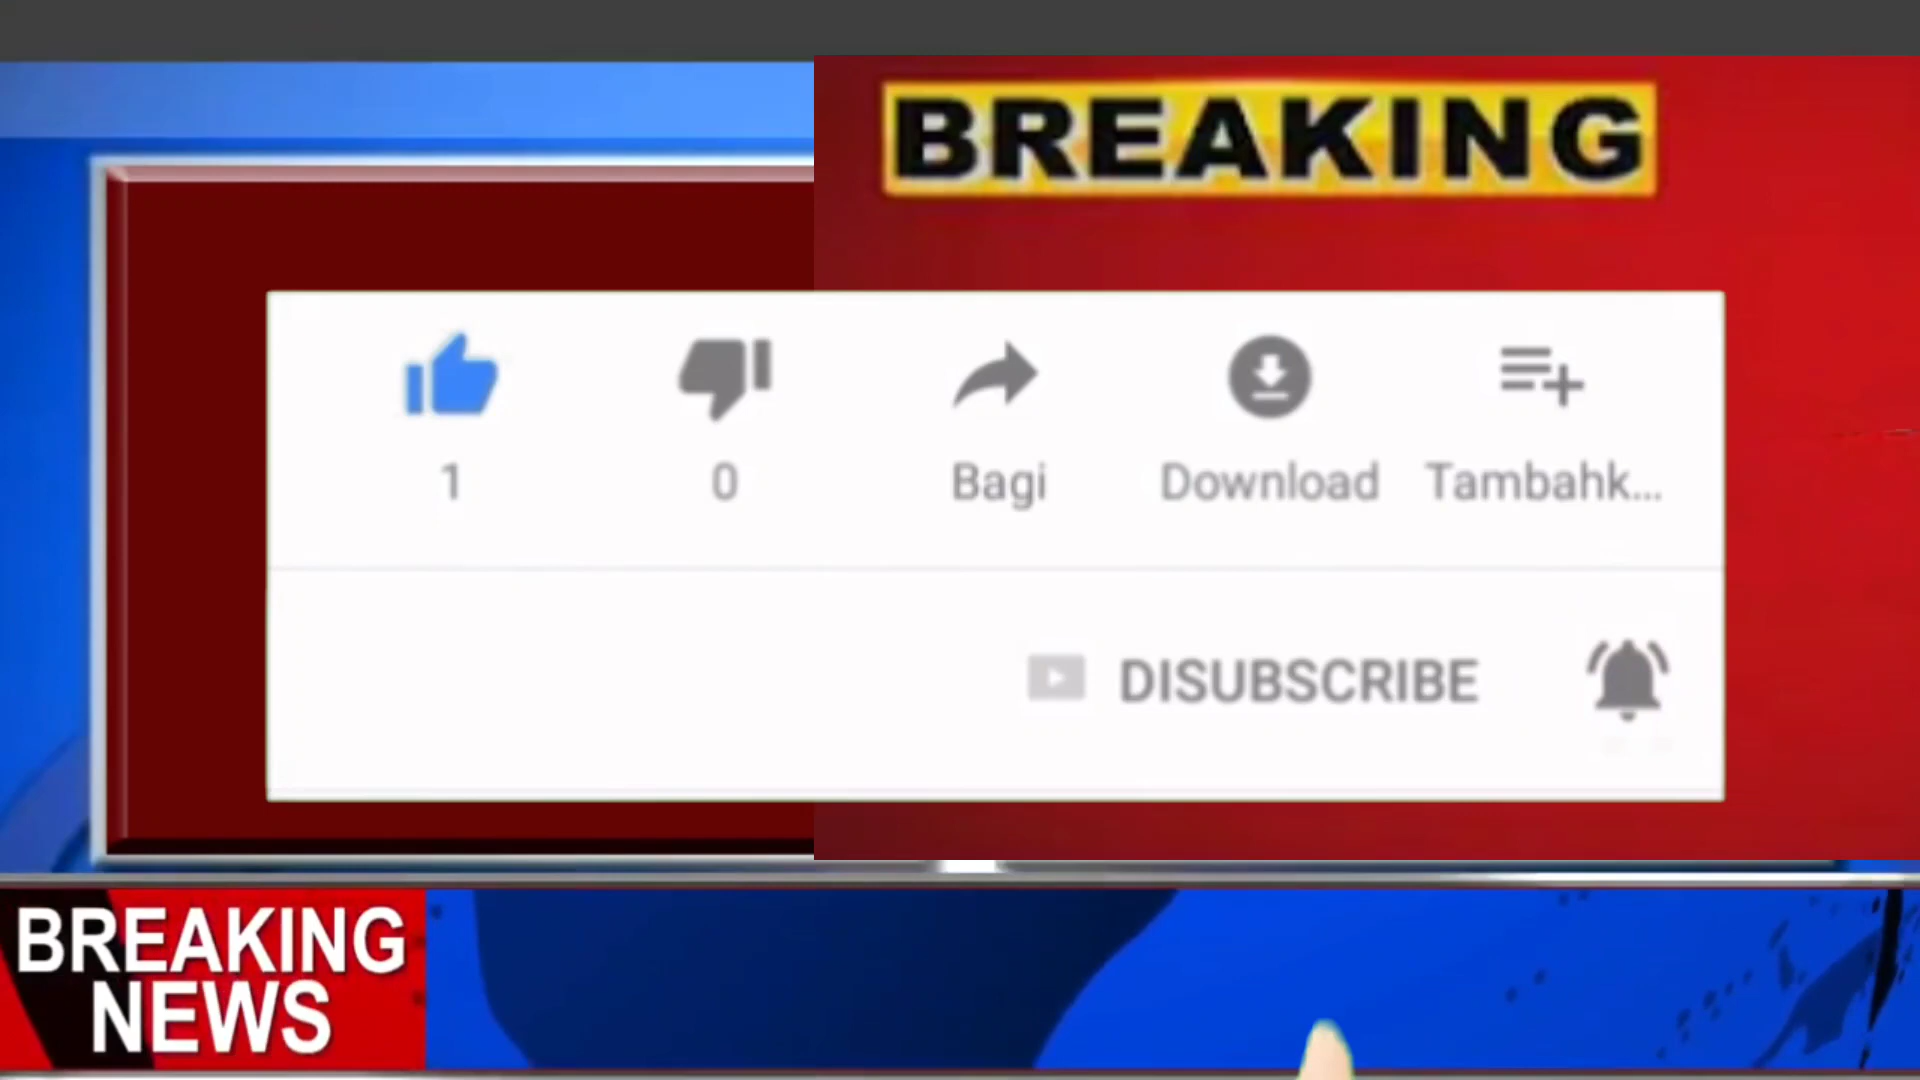 BREAKING
1
0
Bagi
Download
Tambahk...
DISUBSCRIBE
BREAKING
NEWS